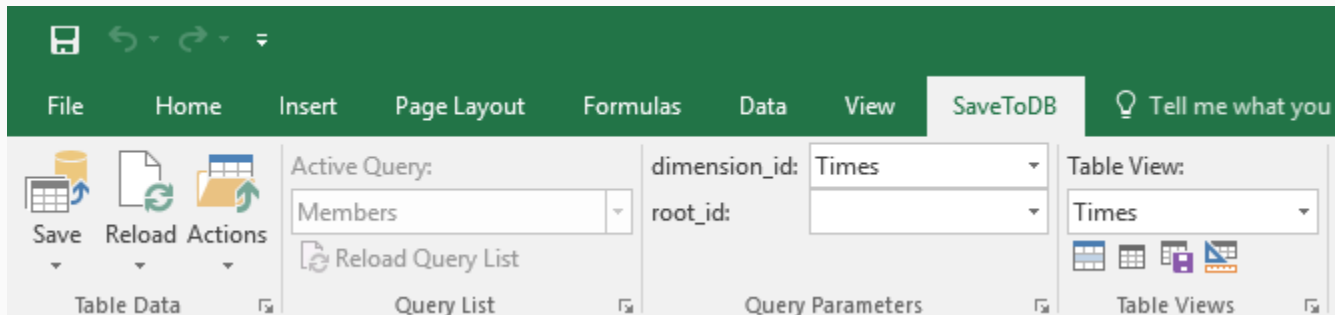 File Home Insert Page Layout Formulas Data View SaveToDB Tell me what you
Active Query: dimension_id: Times Table View:
Members root_id: Times
Save Reload Actions
Reload Query List
Table Data Query List Query Parameters Table Views